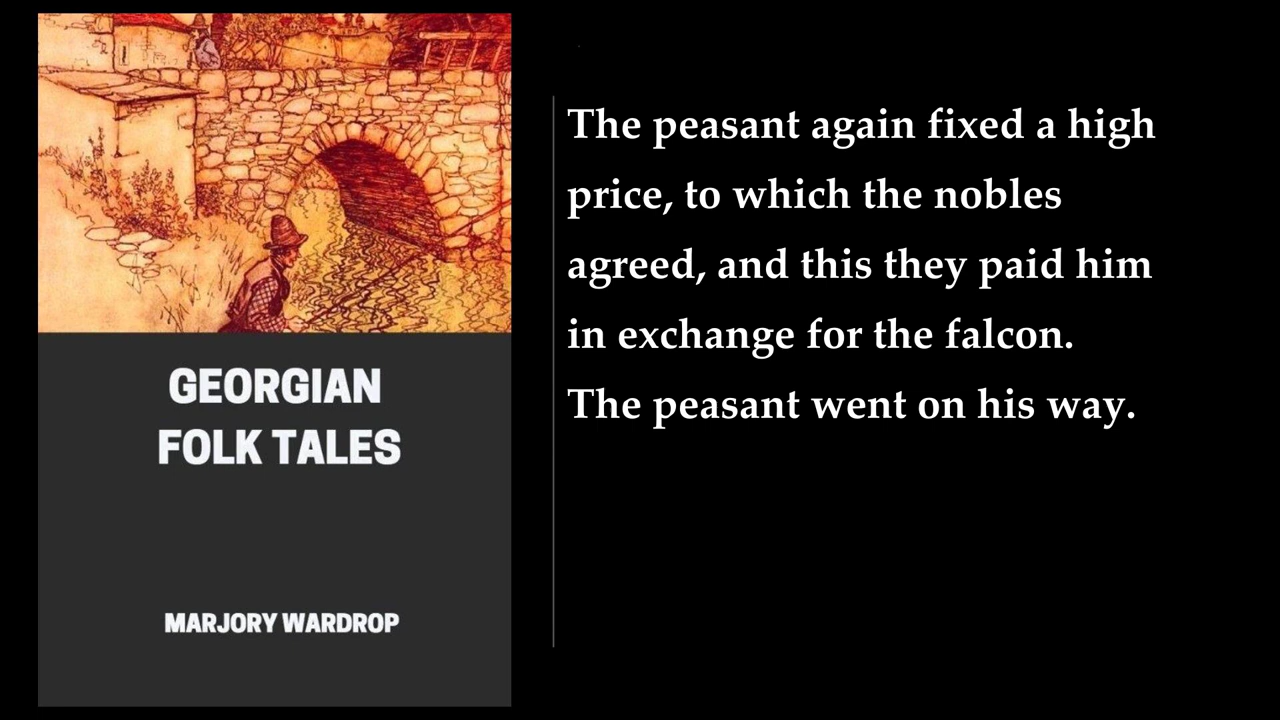 GEORGIAN
FOLK TALES
MARJORY WARDROP
The peasant again fixed a high
price, to which the nobles
agreed, and this they paid him
in exchange for the falcon.
The peasant went on his way.